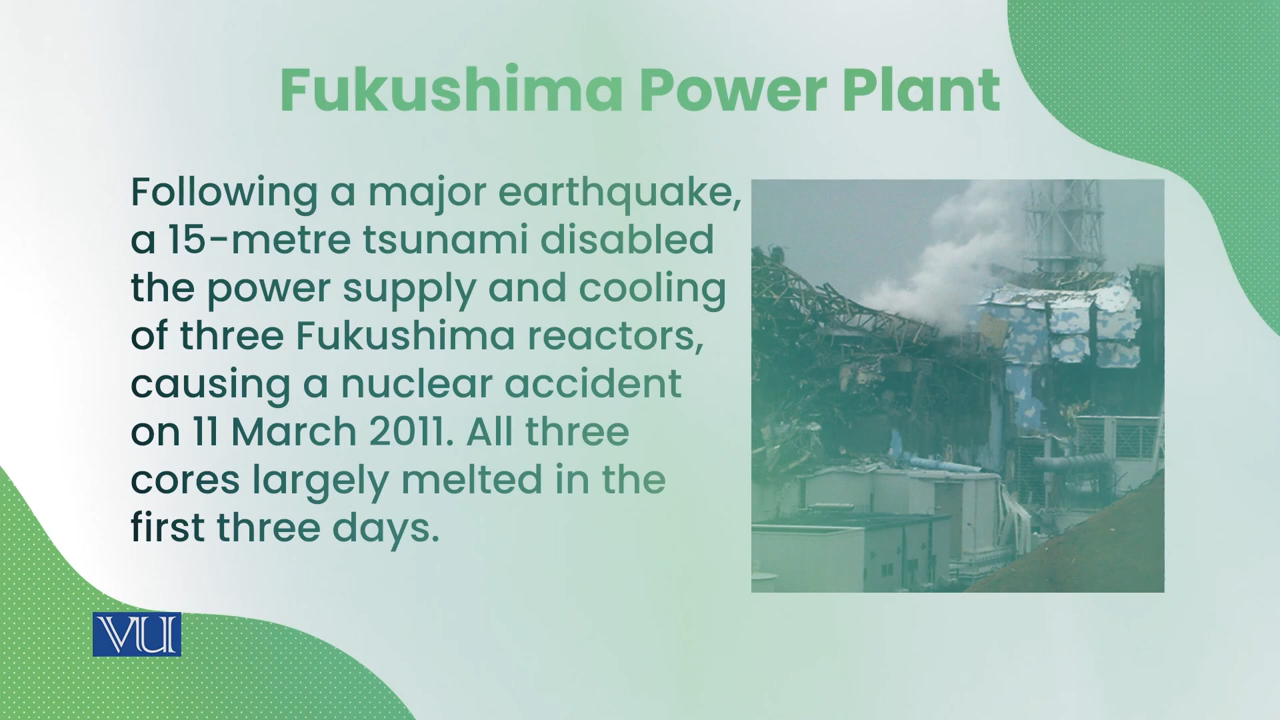 Fukushima Power Plant
Following a major earthquake,
a 15-metre tsunami disabled
the power supply and cooling
of three Fukushima reactors,
causing a nuclear accident
on 11 March 2011. All three
cores largely melted in the
first three days.
VU